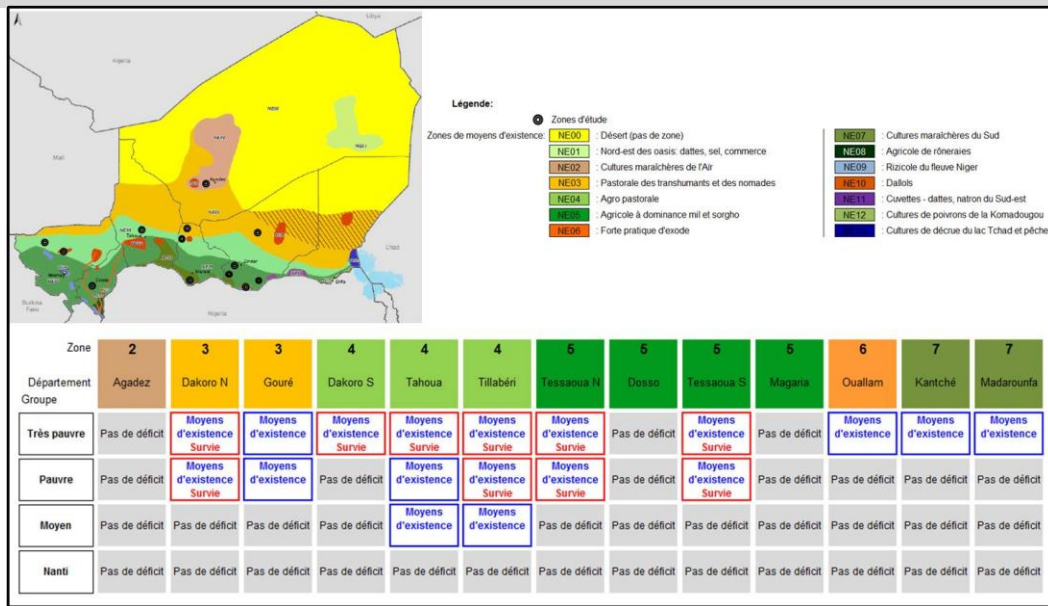 Libya
Algeria
Mali
Burkina
Faso
Nigeria
Légende:
Zones d'étude
Zones de moyens d'existence:
NE00 : Désert (pas de zone)
NE01 : Nord-est des oasis: dattes, sel, commerce
NE02 : Cultures maraîchères de l'Aïr
NE03 : Pastorale des transhumants et des nomades
NE04 : Agro pastorale
NE05 : Agricole à dominance mil et sorgho
NE06 : Forte pratique d'exode
NE07 : Cultures maraîchères du Sud
NE08 : Agricole de rôneraies
NE09 : Rizicole du fleuve Niger
NE10 : Dallols
NE11 : Cuvettes - dattes, natron du Sud-est
NE12 : Cultures de poivrons de la Komadougou
: Cultures de décrue du lac Tchad et pêche
Zone 2 3 3 4 4 4 5 5 5 5 6 7 7
Département Agadez Dakoro N Gouré Dakoro S Tahoua Tillabéri Tessaoua N Dosso Tessaoua S Magaria Ouallam Kantché Madarounfa
Groupe
Très pauvre Pas de déficit Moyens d'existence Survie Moyens d'existence Moyens d'existence Survie Moyens d'existence Survie Moyens d'existence Survie Moyens d'existence Survie Pas de déficit Moyens d'existence Survie Pas de déficit Moyens d'existence Moyens d'existence Moyens d'existence
Pauvre Pas de déficit Moyens d'existence Survie Moyens d'existence Pas de déficit Moyens d'existence Moyens d'existence Survie Moyens d'existence Survie Pas de déficit Moyens d'existence Survie Pas de déficit Pas de déficit Pas de déficit Pas de déficit
Moyen Pas de déficit Pas de déficit Pas de déficit Pas de déficit Moyens d'existence Moyens d'existence Pas de déficit Pas de déficit Pas de déficit Pas de déficit Pas de déficit Pas de déficit Pas de déficit
Nanti Pas de déficit Pas de déficit Pas de déficit Pas de déficit Pas de déficit Pas de déficit Pas de déficit Pas de déficit Pas de déficit Pas de déficit Pas de déficit Pas de déficit Pas de déficit